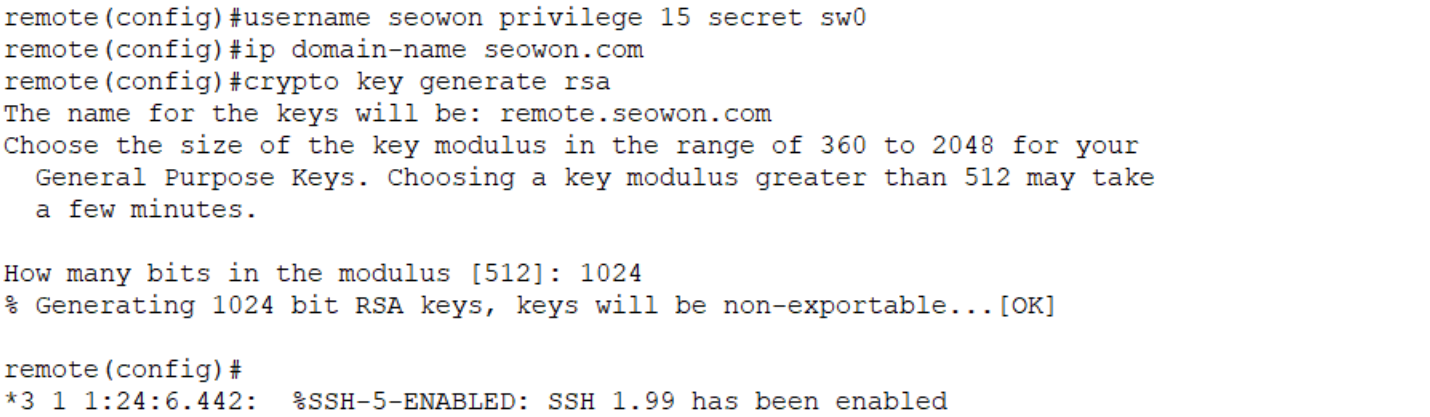 remote(config)#username seowon privilege 15 secret sw0
remote(config)#ip domain-name seowon.com
remote(config)#crypto key generate rsa
The name for the keys will be: remote.seowon.com
Choose the size of the key modulus in the range of 360 to 2048 for your
  General Purpose Keys. Choosing a key modulus greater than 512 may take
  a few minutes.

How many bits in the modulus [512]: 1024
% Generating 1024 bit RSA keys, keys will be non-exportable...[OK]

remote(config)#
*3 1 1:24:6.442:  %SSH-5-ENABLED: SSH 1.99 has been enabled